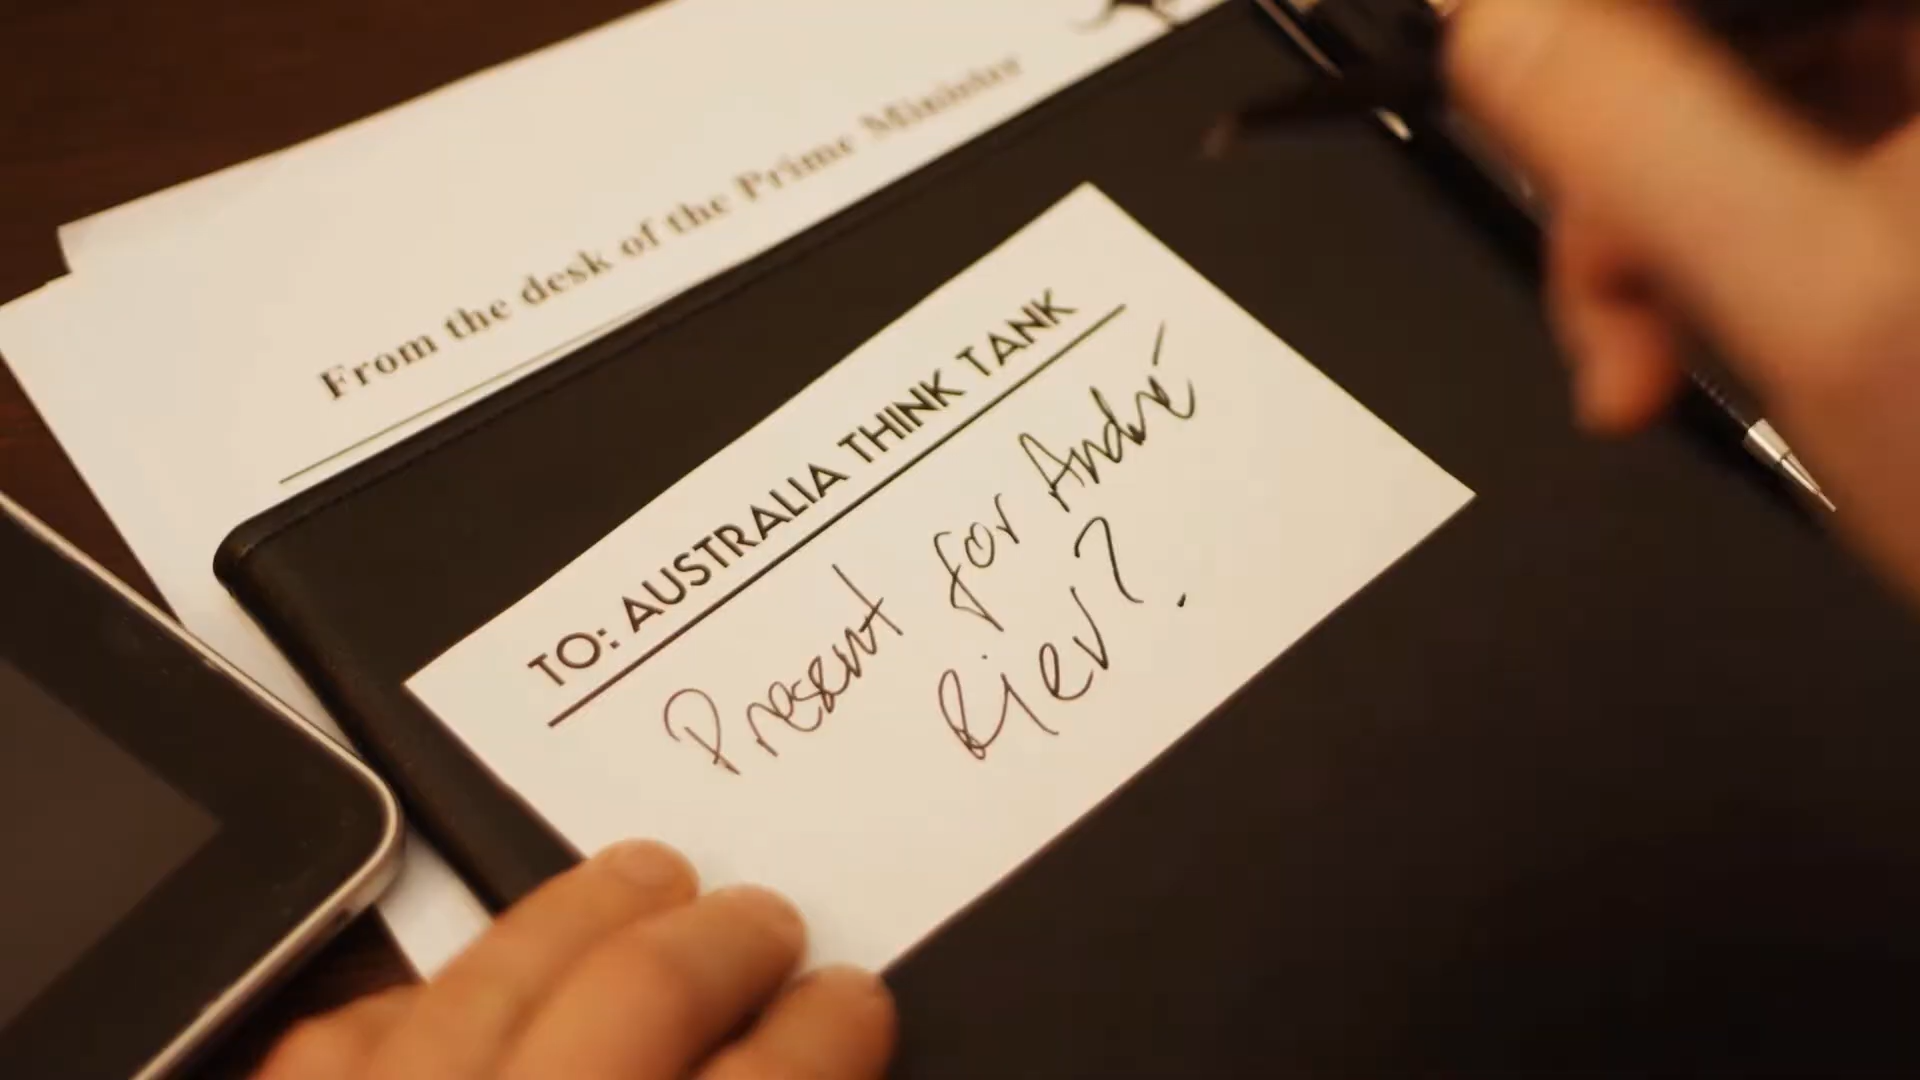 From the desk of the Prime Minister
TO: AUSTRALIA THINK TANK
Present for André
Rieu?